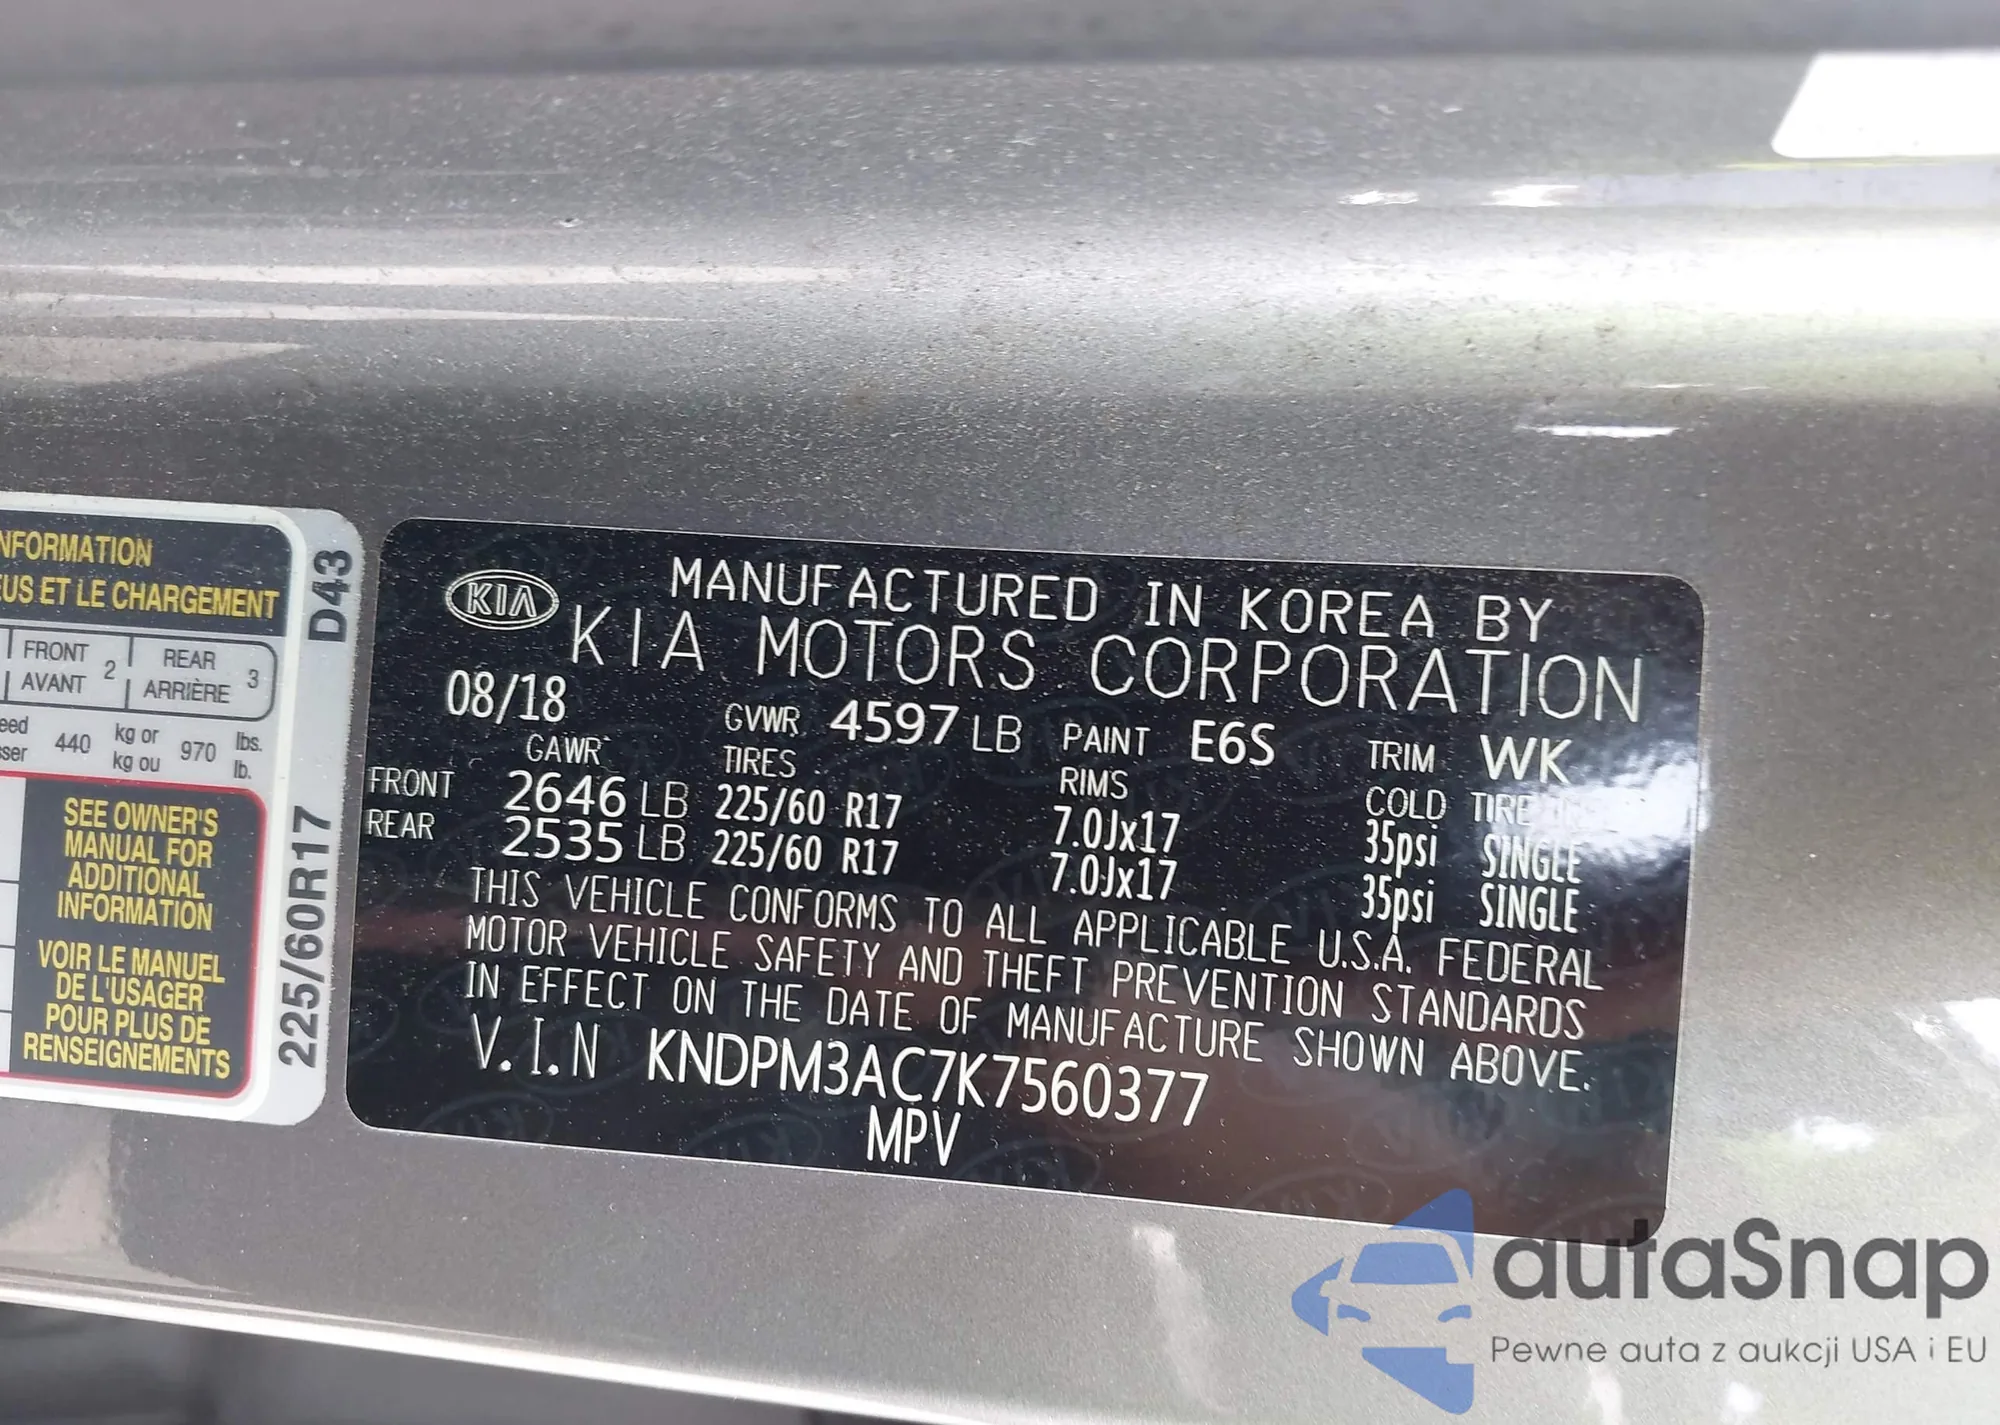 NFORMATION
EUS ET LE CHARGEMENT
FRONT 2 REAR 3
AVANT ARRIÈRE
440 kg or 970 lbs.
kg ou lb.
SEE OWNER'S
MANUAL FOR
ADDITIONAL
INFORMATION
VOIR LE MANUEL
DE L'USAGER
POUR PLUS DE
RENSEIGNEMENTS
D43
225/60R17
KIA
MANUFACTURED IN KOREA BY
KIA MOTORS CORPORATION
08/18 GVWR 4597 LB PAINT E6S TRIM WK
GAWR TIRES RIMS COLD TIRE
FRONT 2646 LB 225/60 R17 7.0Jx17 35psi SINGLE
REAR 2535 LB 225/60 R17 7.0Jx17 35psi SINGLE
THIS VEHICLE CONFORMS TO ALL APPLICABLE U.S.A. FEDERAL
MOTOR VEHICLE SAFETY AND THEFT PREVENTION STANDARDS
IN EFFECT ON THE DATE OF MANUFACTURE SHOWN ABOVE.
V.I.N KNDPM3AC7K7560377
MPV
autaSnap
Pewne auta z aukcji USA i EU